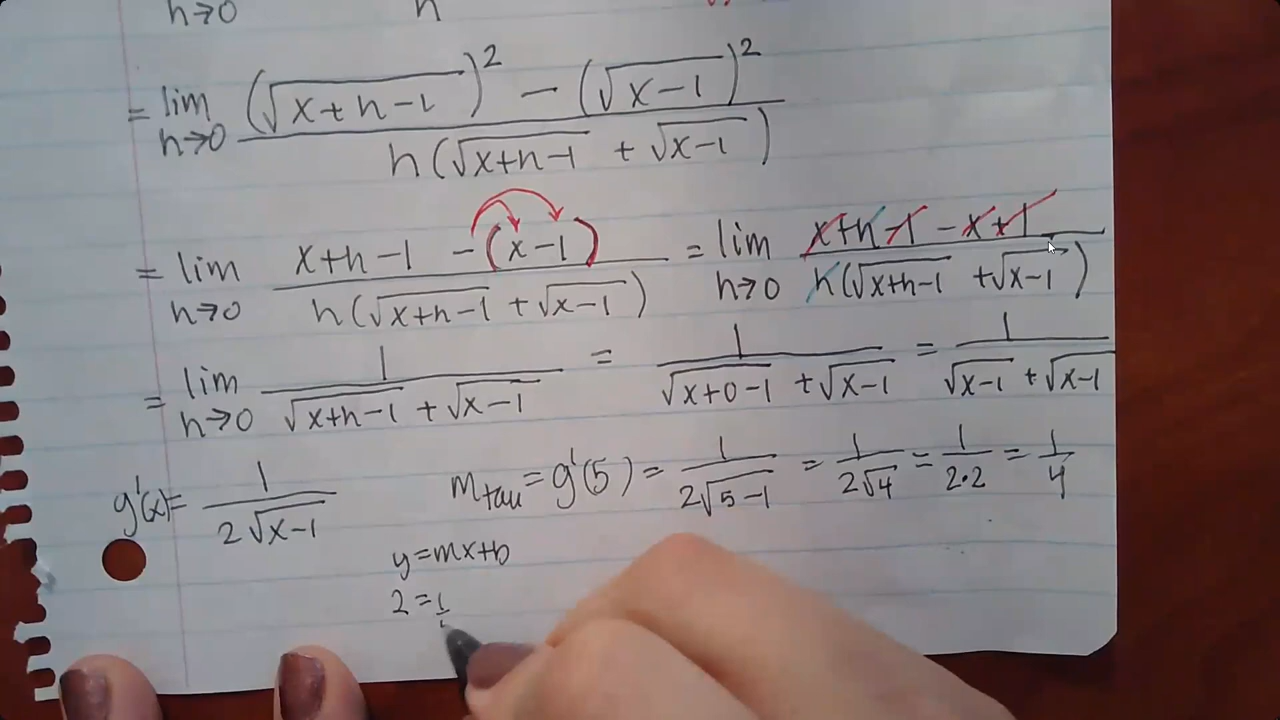 h→0 h
= lim h→0 (√(x+h-1))² - (√(x-1))² / h(√(x+h-1) + √(x-1))
= lim h→0 x+h-1 -(x-1) / h(√(x+h-1) + √(x-1)) = lim h→0 x+h-1-x+1 / h(√(x+h-1) + √(x-1))
= lim h→0 1 / √(x+h-1) + √(x-1) = 1 / √(x+0-1) + √(x-1) = 1 / √(x-1) + √(x-1)
g'(x)= 1 / 2√(x-1) m tau = g'(5) = 1 / 2√(5-1) = 1 / 2√4 = 1 / 2•2 = 1 / 4
y=mx+b
2 = 1